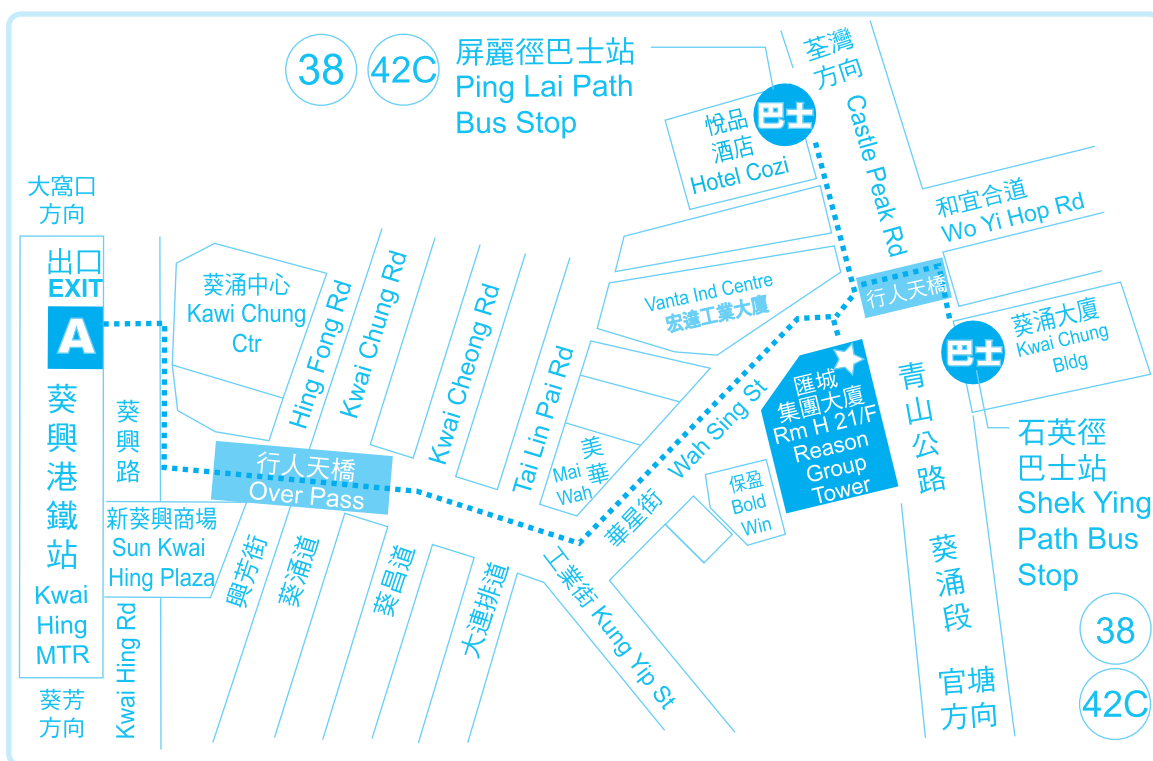 38
42C
屏麗徑巴士站
Ping Lai Path
Bus Stop
荃灣
方向
Castle Peak Rd
巴士
悅品
酒店
Hotel Cozi
和宜合道
Wo Yi Hop Rd
大窩口
方向
出口
EXIT
A
葵興港鐵站
Kwai
Hing
MTR
葵芳
方向
葵興路
Kwai Hing Rd
葵涌中心
Kawi Chung
Ctr
Hing Fong Rd
Kwai Chung Rd
Kwai Cheong Rd
Tai Lin Pai Rd
行人天橋
Over Pass
新葵興商場
Sun Kwai
Hing Plaza
興芳街
葵涌道
葵昌道
大連排道
工業街 Kung Yip St
Vanta Ind Centre
宏達工業大廈
美華
Mai
Wah
華星街
Wah Sing St
保盈
Bold
Win
匯城
集團大廈
Rm H 21/F
Reason
Group
Tower
行人天橋
巴士
葵涌大廈
Kwai Chung
Bldg
青山公路
葵涌段
官塘
方向
石英徑
巴士站
Shek Ying
Path Bus
Stop
38
42C